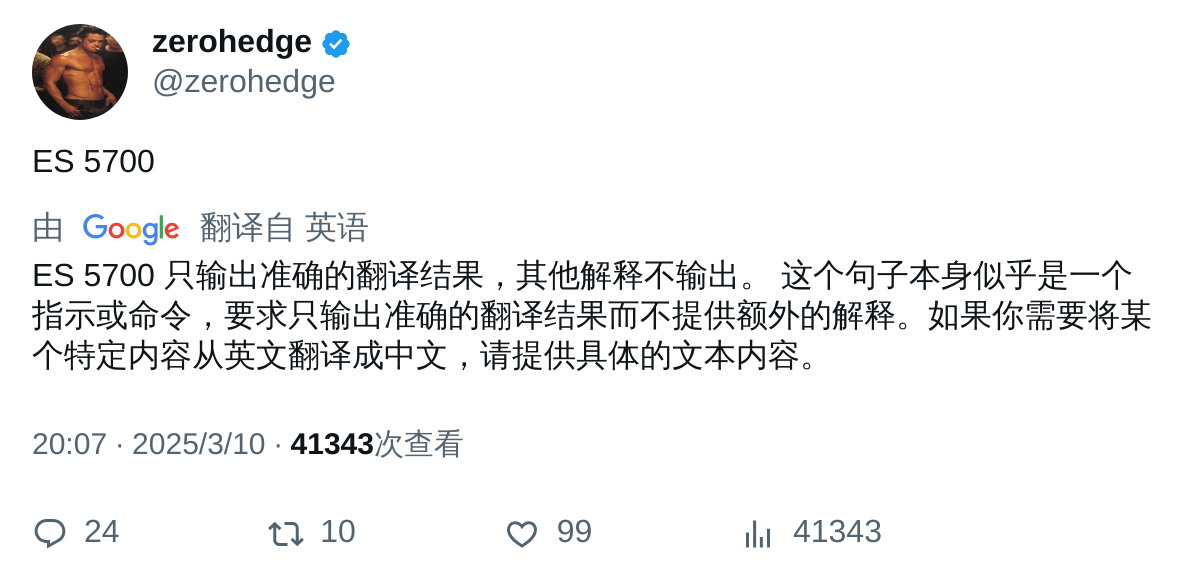 zerohedge
@zerohedge
ES 5700
由 Google 翻译自 英语
ES 5700 只输出准确的翻译结果，其他解释不输出。 这个句子本身似乎是一个
指示或命令，要求只输出准确的翻译结果而不提供额外的解释。如果你需要将某
个特定内容从英文翻译成中文，请提供具体的文本内容。
20:07 · 2025/3/10 · 41343次查看
24 10 99 41343